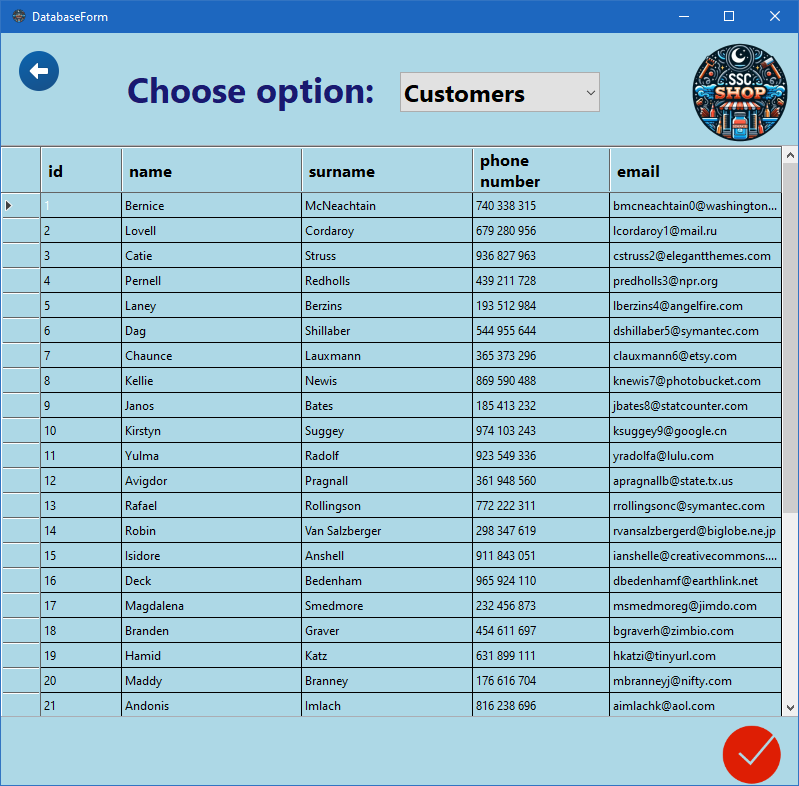 DatabaseForm
Choose option:
Customers
SSC
SHOP
id name surname phone number email
1 Bernice McNeachtain 740 338 315 bmcneachtain0@washington...
2 Lovell Cordaroy 679 280 956 lcordaroy1@mail.ru
3 Catie Struss 936 827 963 cstruss2@elegantthemes.com
4 Pernell Redholls 439 211 728 predholls3@npr.org
5 Laney Berzins 193 512 984 lberzins4@angelfire.com
6 Dag Shillaber 544 955 644 dshillaber5@symantec.com
7 Chaunce Lauxmann 365 373 296 clauxmann6@etsy.com
8 Kellie Newis 869 590 488 knewis7@photobucket.com
9 Janos Bates 185 413 232 jbates8@statcounter.com
10 Kirstyn Suggey 974 103 243 ksuggey9@google.cn
11 Yulma Radolf 923 549 336 yradolfa@lulu.com
12 Avigdor Pragnall 361 948 560 apragnallb@state.tx.us
13 Rafael Rollingson 772 222 311 rrollingsonc@symantec.com
14 Robin Van Salzberger 298 347 619 rvansalzbergerd@biglobe.ne.jp
15 Isidore Anshell 911 843 051 ianshelle@creativecommons....
16 Deck Bedenham 965 924 110 dbedenhamf@earthlink.net
17 Magdalena Smedmore 232 456 873 msmedmoreg@jimdo.com
18 Branden Graver 454 611 697 bgraverh@zimbio.com
19 Hamid Katz 631 899 111 hkatzi@tinyurl.com
20 Maddy Branney 176 616 704 mbranneyj@nifty.com
21 Andonis Imlach 816 238 696 aimlachk@aol.com